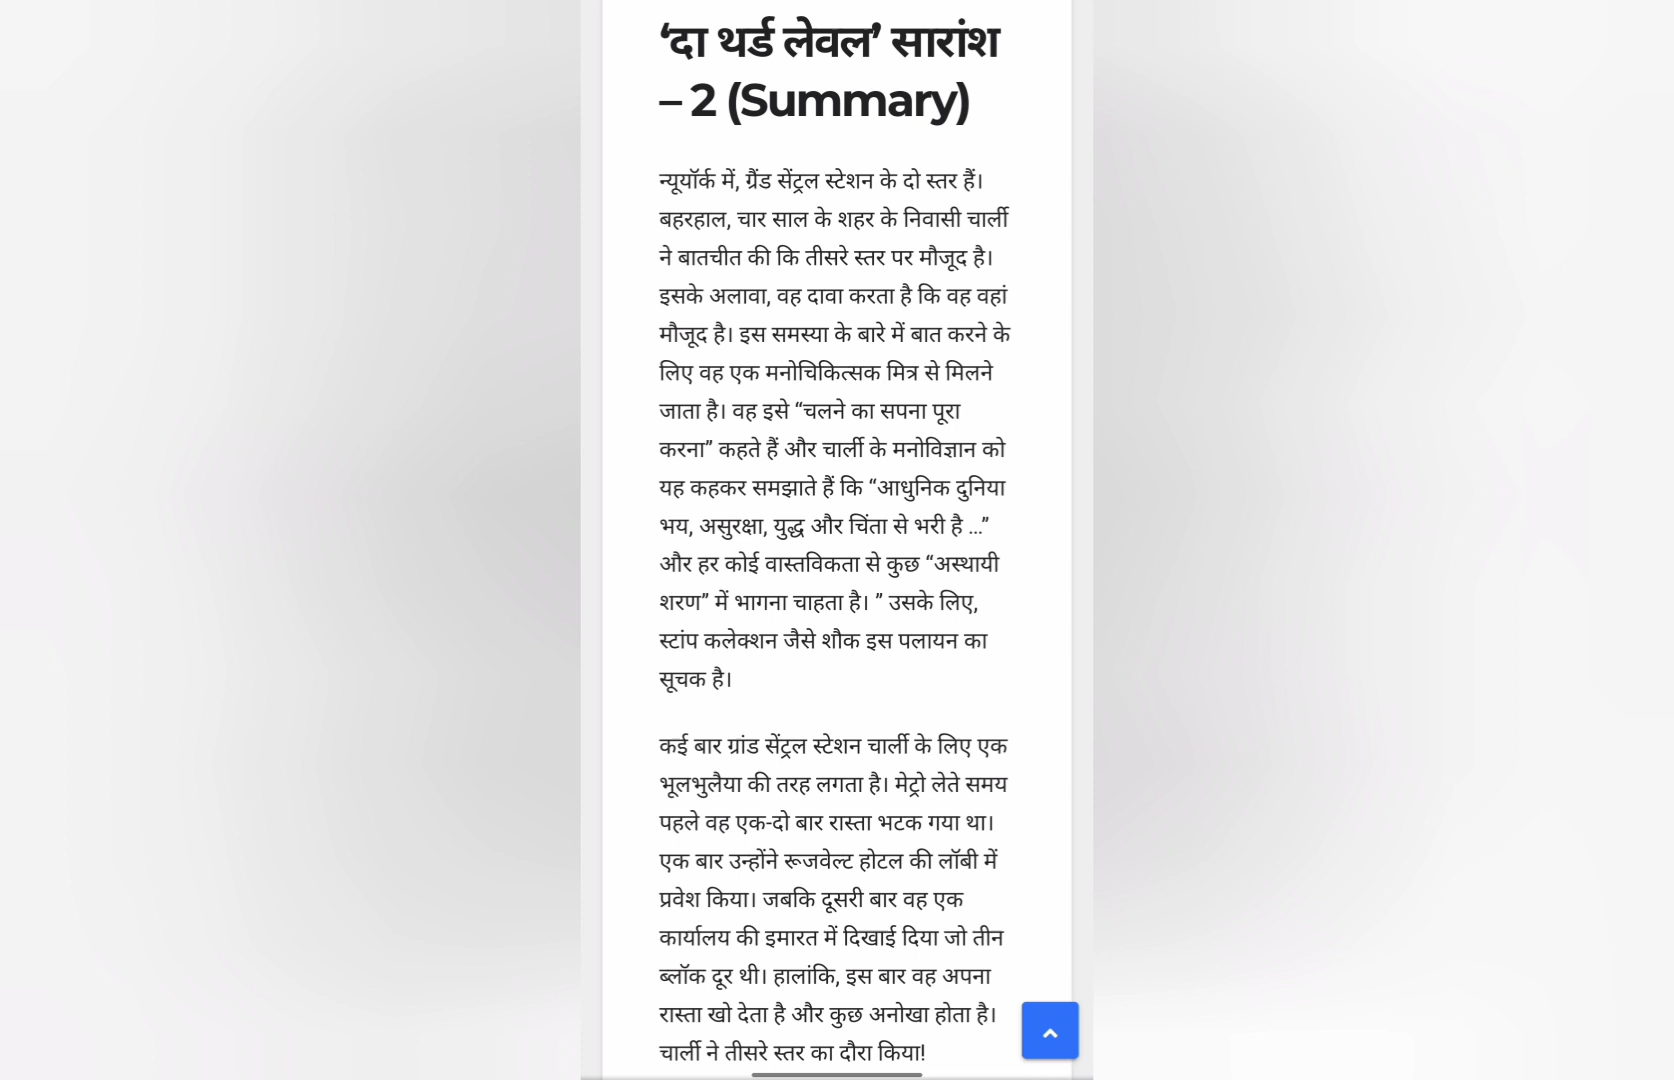 ‘दा थर्ड लेवल’ सारांश
– 2 (Summary)
न्यूयॉर्क में, ग्रैंड सेंट्रल स्टेशन के दो स्तर हैं।
बहरहाल, चार साल के शहर के निवासी चार्ली
ने बातचीत की कि तीसरे स्तर पर मौजूद है।
इसके अलावा, वह दावा करता है कि वह वहां
मौजूद है। इस समस्या के बारे में बात करने के
लिए वह एक मनोचिकित्सक मित्र से मिलने
जाता है। वह इसे “चलने का सपना पूरा
करना” कहते हैं और चार्ली के मनोविज्ञान को
यह कहकर समझाते हैं कि “आधुनिक दुनिया
भय, असुरक्षा, युद्ध और चिंता से भरी है ...”
और हर कोई वास्तविकता से कुछ “अस्थायी
शरण” में भागना चाहता है। ” उसके लिए,
स्टांप कलेक्शन जैसे शौक इस पलायन का
सूचक है।
कई बार ग्रांड सेंट्रल स्टेशन चार्ली के लिए एक
भूलभुलैया की तरह लगता है। मेट्रो लेते समय
पहले वह एक-दो बार रास्ता भटक गया था।
एक बार उन्होंने रूजवेल्ट होटल की लॉबी में
प्रवेश किया। जबकि दूसरी बार वह एक
कार्यालय की इमारत में दिखाई दिया जो तीन
ब्लॉक दूर थी। हालांकि, इस बार वह अपना
रास्ता खो देता है और कुछ अनोखा होता है।
चार्ली ने तीसरे स्तर का दौरा किया!